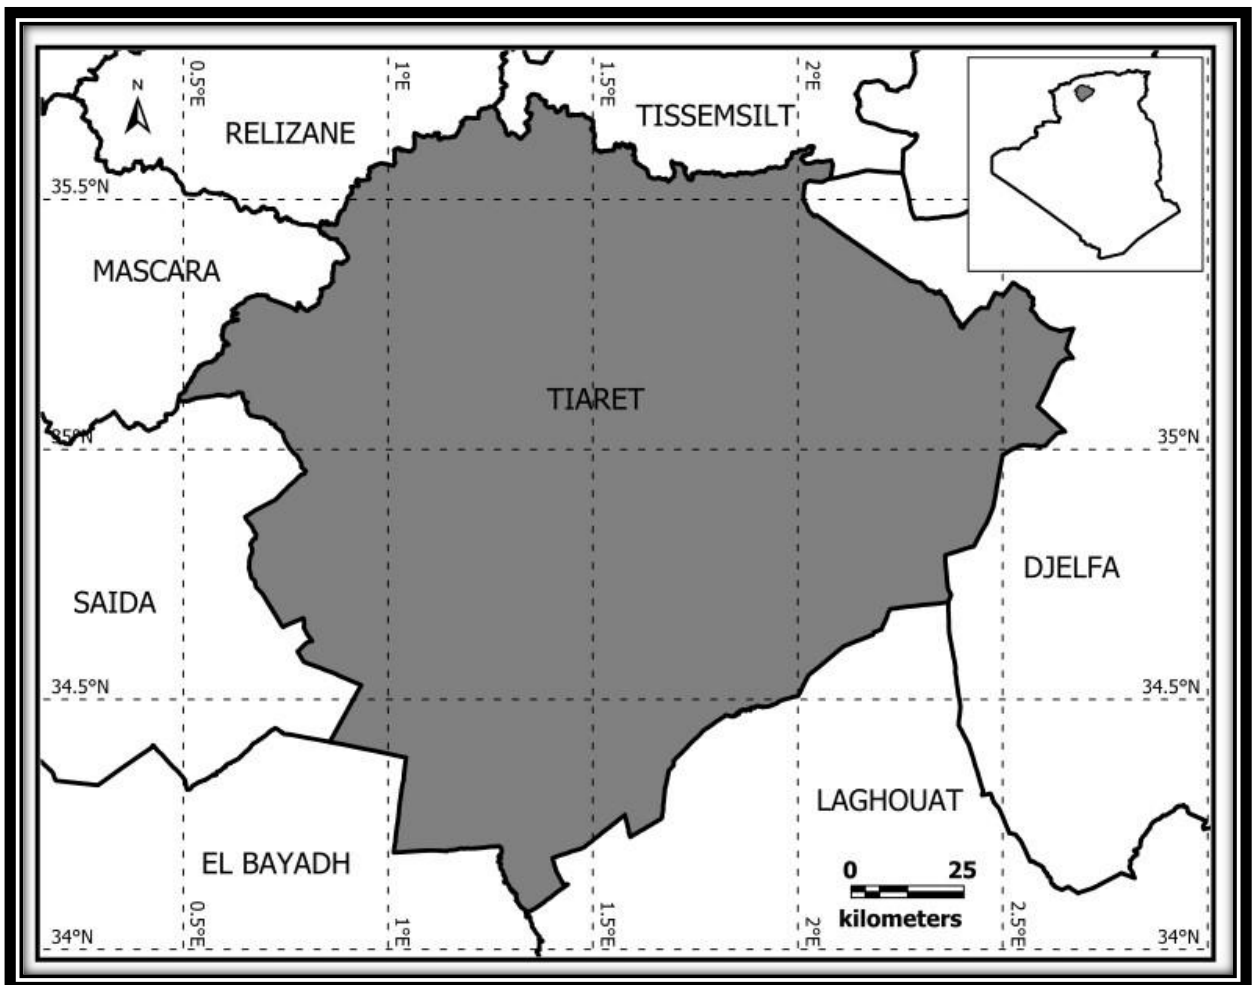 N
0.5°E
1°E
1.5°E
2°E
RELIZANE
TISSEMSILT
35.5°N
MASCARA
TIARET
35°N
35°N
DJELFA
SAIDA
34.5°N
34.5°N
LAGHOUAT
EL BAYADH
0 25
kilometers
0.5°E
1°E
1.5°E
2°E
2.5°E
34°N
34°N